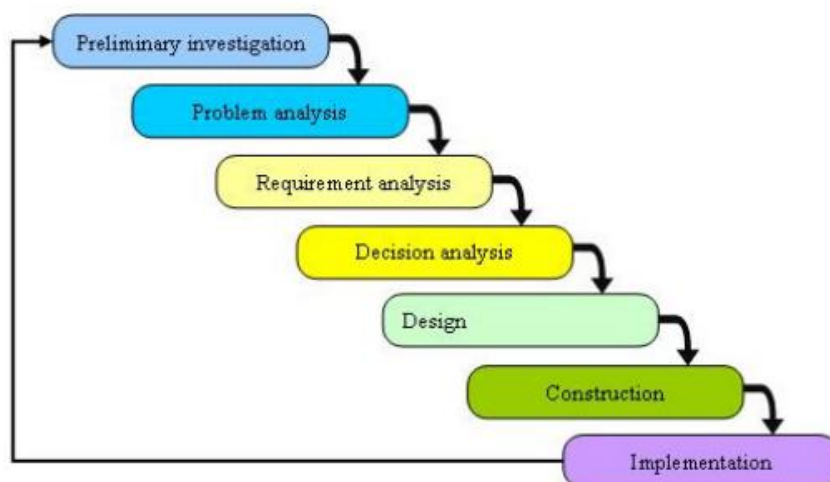 Preliminary investigation
Problem analysis
Requirement analysis
Decision analysis
Design
Construction
Implementation